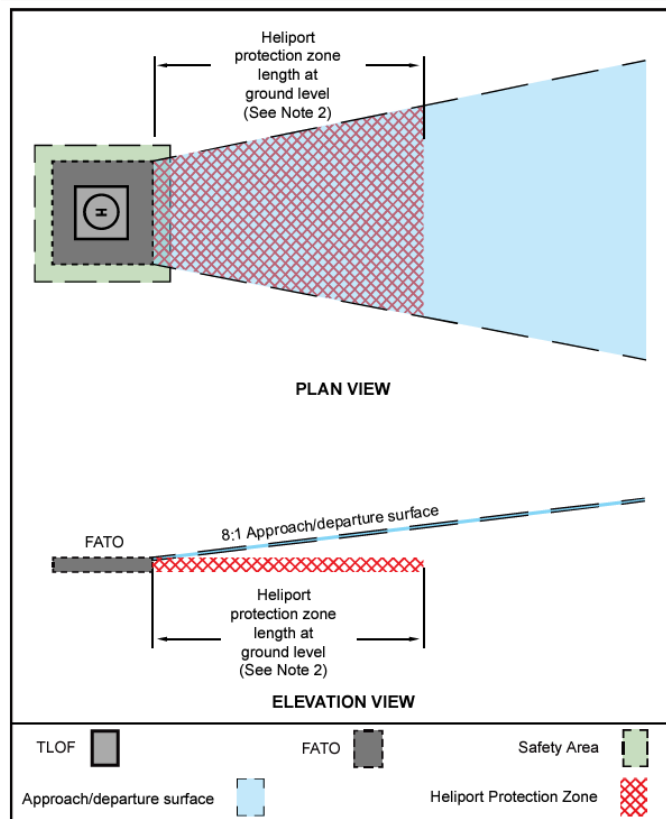 Heliport
protection zone
length at
ground level
(See Note 2)
H
PLAN VIEW
8:1 Approach/departure surface
FATO
Heliport
protection zone
length at
ground level
(See Note 2)
ELEVATION VIEW
TLOF
FATO
Safety Area
Approach/departure surface
Heliport Protection Zone